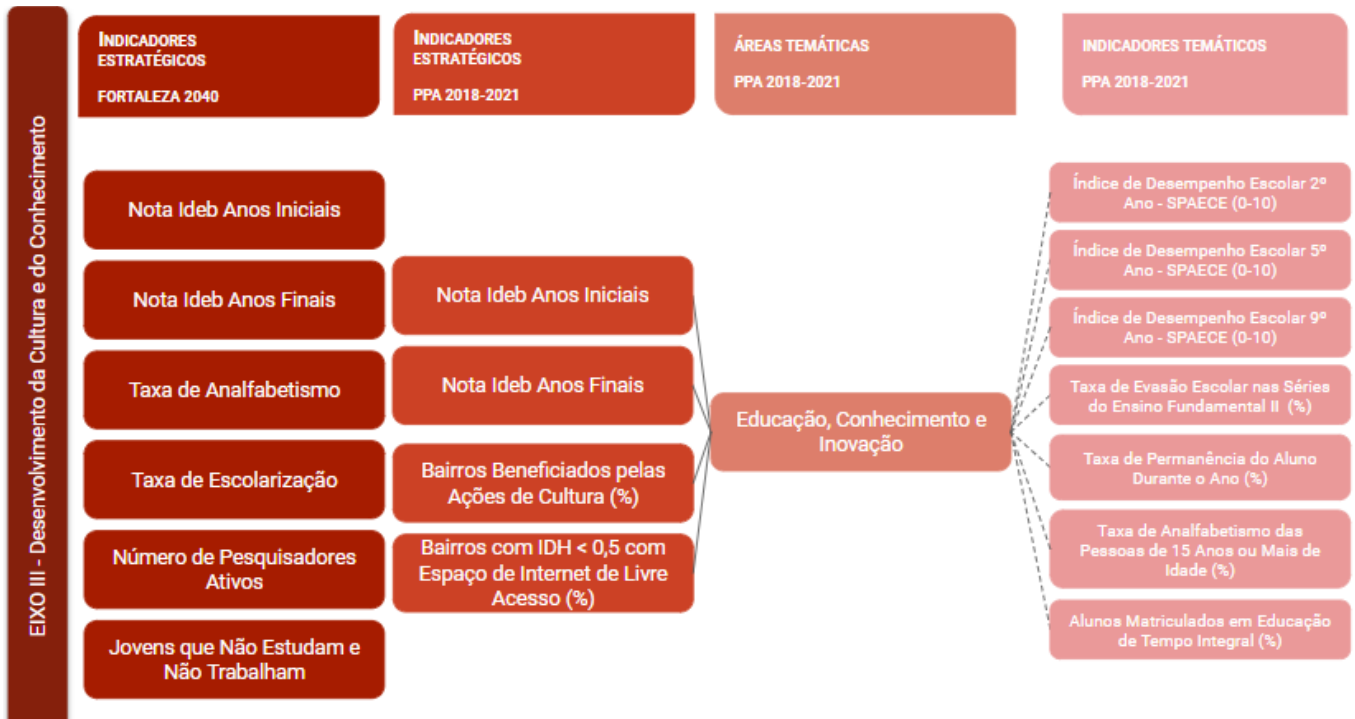 EIXO III - Desenvolvimento da Cultura e do Conhecimento
INDICADORES
ESTRATÉGICOS
FORTALEZA 2040
INDICADORES
ESTRATÉGICOS
PPA 2018-2021
ÁREAS TEMÁTICAS
PPA 2018-2021
INDICADORES TEMÁTICOS
PPA 2018-2021
Nota Ideb Anos Iniciais
Nota Ideb Anos Finais
Taxa de Analfabetismo
Taxa de Escolarização
Número de Pesquisadores
Ativos
Jovens que Não Estudam e
Não Trabalham
Nota Ideb Anos Iniciais
Nota Ideb Anos Finais
Bairros Beneficiados pelas
Ações de Cultura (%)
Bairros com IDH < 0,5 com
Espaço de Internet de Livre
Acesso (%)
Educação, Conhecimento e
Inovação
Índice de Desempenho Escolar 2º
Ano - SPAECE (0-10)
Índice de Desempenho Escolar 5º
Ano - SPAECE (0-10)
Índice de Desempenho Escolar 9º
Ano - SPAECE (0-10)
Taxa de Evasão Escolar nas Séries
do Ensino Fundamental II (%)
Taxa de Permanência do Aluno
Durante o Ano (%)
Taxa de Analfabetismo das
Pessoas de 15 Anos ou Mais de
Idade (%)
Alunos Matriculados em Educação
de Tempo Integral (%)